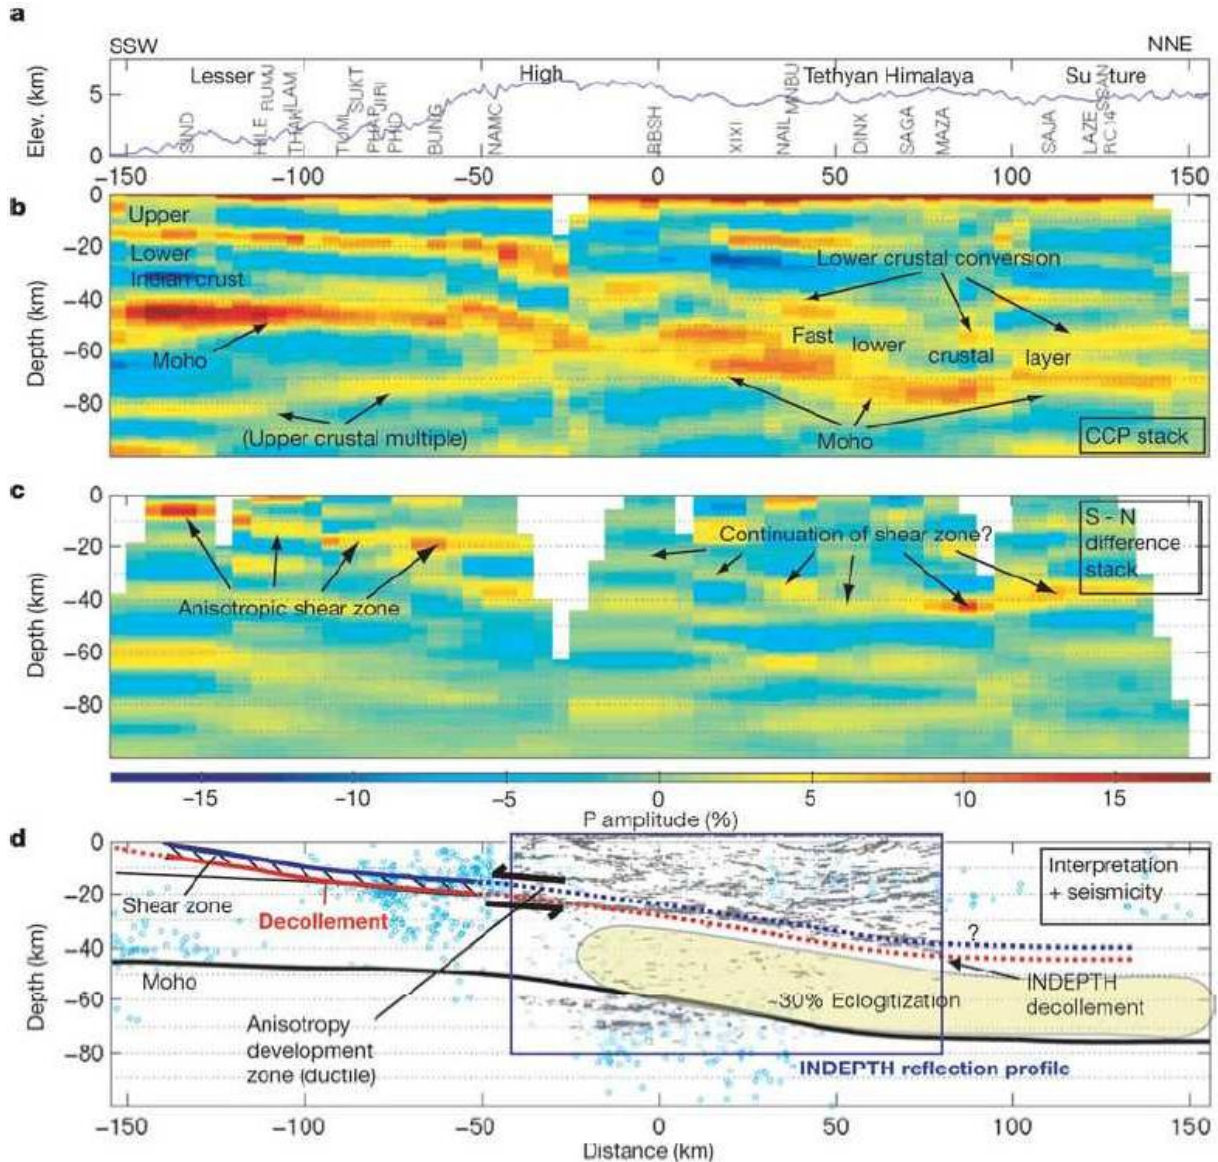 a
SSW
NNE
Elev. (km)
5
0
Lesser
High
Tethyan Himalaya
Su ture
SIND
HILE
RUMJ
THAK
ILAM
TUML
SUKT
PHAP
JIRI
PHID
BUNG
NAMC
RBSH
XIXI
NAIL
MNBU
DINX
SAGA
MAZA
SAJA
LAZE
RC14
SSAN
−150
−100
−50
0
50
100
150
b
Depth (km)
0
−20
−40
−60
−80
Upper
Lower
Indian crust
Moho
(Upper crustal multiple)
Lower crustal conversion
Fast
lower
crustal
layer
Moho
CCP stack
c
Depth (km)
0
−20
−40
−60
−80
Anisotropic shear zone
Continuation of shear zone?
S - N
difference
stack
−15
−10
−5
0
5
10
15
P amplitude (%)
d
Depth (km)
0
−20
−40
−60
−80
Shear zone
Decollement
Moho
Anisotropy
development
zone (ductile)
~30% Eclogitization
?
INDEPTH
decollement
INDEPTH reflection profile
Interpretation
+ seismicity
−150
−100
−50
0
50
100
150
Distance (km)